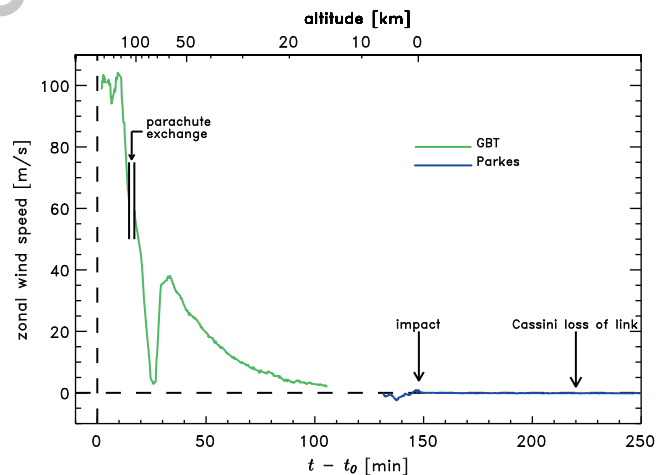 altitude [km]
100 50 20 10 0
100
80
60
40
20
0
zonal wind speed [m/s]
parachute
exchange
GBT
Parkes
impact
Cassini loss of link
0 50 100 150 200 250
t − t₀ [min]